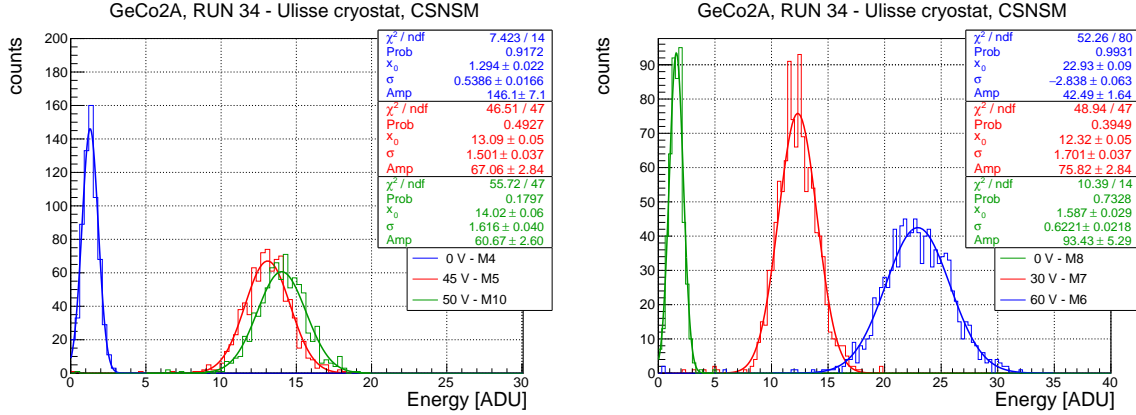 GeCo2A, RUN 34 - Ulisse cryostat, CSNSM
counts
200
180
160
140
120
100
80
60
40
20
0
0 5 10 15 20 25 30
Energy [ADU]
χ² / ndf 7.423 / 14
Prob 0.9172
x₀ 1.294 ± 0.022
σ 0.5386 ± 0.0166
Amp 146.1 ± 7.1
χ² / ndf 46.51 / 47
Prob 0.4927
x₀ 13.09 ± 0.05
σ 1.501 ± 0.037
Amp 67.06 ± 2.84
χ² / ndf 55.72 / 47
Prob 0.1797
x₀ 14.02 ± 0.06
σ 1.616 ± 0.040
Amp 60.67 ± 2.60
0 V - M4
45 V - M5
50 V - M10
GeCo2A, RUN 34 - Ulisse cryostat, CSNSM
counts
90
80
70
60
50
40
30
20
10
0
0 5 10 15 20 25 30 35 40
Energy [ADU]
χ² / ndf 52.26 / 80
Prob 0.9931
x₀ 22.93 ± 0.09
σ −2.838 ± 0.063
Amp 42.49 ± 1.64
χ² / ndf 48.94 / 47
Prob 0.3949
x₀ 12.32 ± 0.05
σ 1.701 ± 0.037
Amp 75.82 ± 2.84
χ² / ndf 10.39 / 14
Prob 0.7328
x₀ 1.587 ± 0.029
σ 0.6221 ± 0.0218
Amp 93.43 ± 5.29
0 V - M8
30 V - M7
60 V - M6